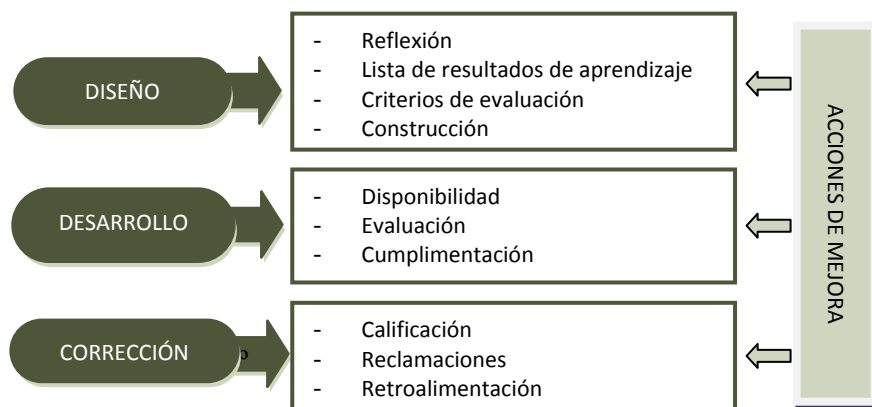 DISEÑO
- Reflexión
- Lista de resultados de aprendizaje
- Criterios de evaluación
- Construcción
DESARROLLO
- Disponibilidad
- Evaluación
- Cumplimentación
CORRECCIÓN
- Calificación
- Reclamaciones
- Retroalimentación
ACCIONES DE MEJORA